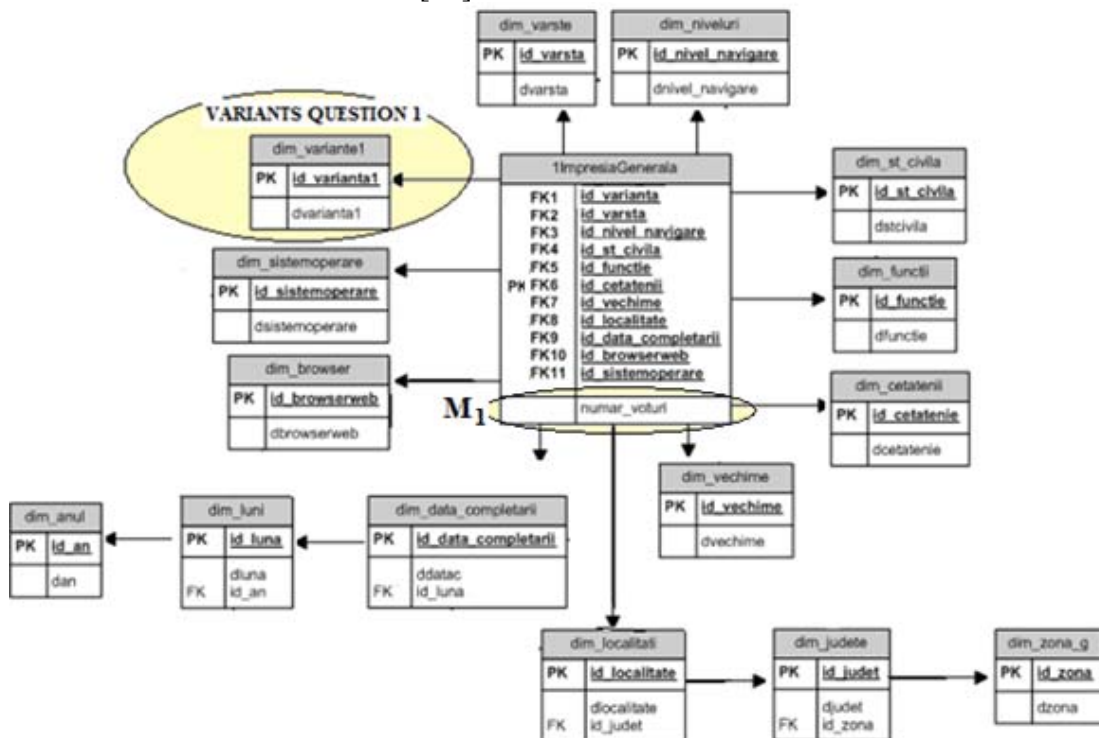 dim_varste
PK id_varsta
dvarsta
dim_niveluri
PK id_nivel_navigare
dnivel_navigare
VARIANTS QUESTION 1
dim_variante1
PK id_varianta1
dvarianta1
1ImpresiaGenerala
FK1 id_varianta
FK2 id_varsta
FK3 id_nivel_navigare
FK4 id_st_civila
FK5 id_functie
PK FK6 id_cetatenii
FK7 id_vechime
FK8 id_localitate
FK9 id_data_completarii
FK10 id_browserweb
FK11 id_sistemoperare
numar_voturi
M1
dim_st_civila
PK id_st_civila
dstcivila
dim_sistemoperare
PK id_sistemoperare
dsistemoperare
dim_functii
PK id_functie
dfunctie
dim_browser
PK id_browserweb
dbrowserweb
dim_cetatenii
PK id_cetatenie
dcetatenie
dim_vechime
PK id_vechime
dvechime
dim_anul
PK id_an
dan
dim_luni
PK id_luna
dluna
FK id_an
dim_data_completarii
PK id_data_completarii
ddatac
FK id_luna
dim_localitati
PK id_localitate
dlocalitate
FK id_judet
dim_judete
PK id_judet
djudet
FK id_zona
dim_zona_g
PK id_zona
dzona